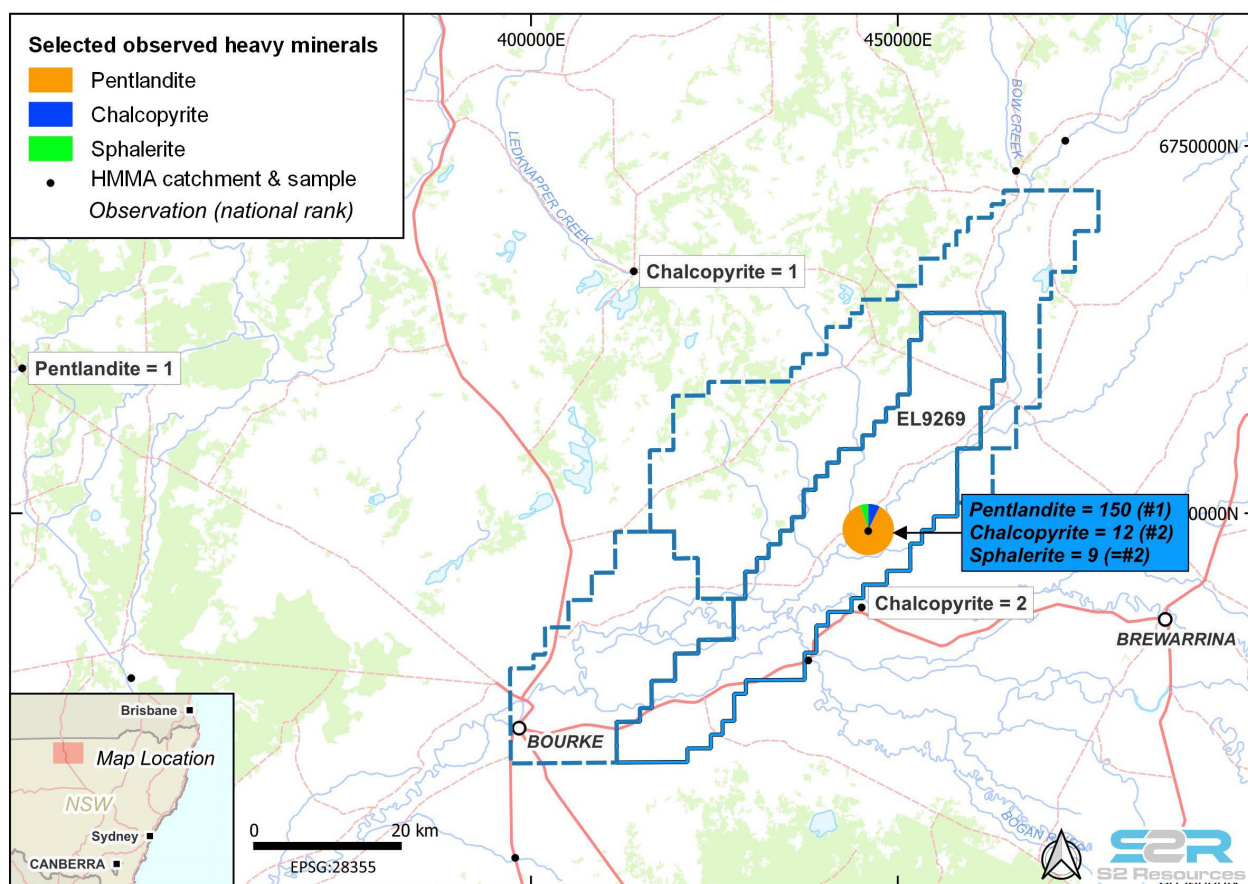 Selected observed heavy minerals
Pentlandite
Chalcopyrite
Sphalerite
HMMA catchment & sample
Observation (national rank)
400000E
450000E
6750000N
LEDKNAPPER CREEK
BOW CREEK
Chalcopyrite = 1
Pentlandite = 1
EL9269
Pentlandite = 150 (#1)
Chalcopyrite = 12 (#2)
Sphalerite = 9 (=#2)
Chalcopyrite = 2
BREWARRINA
BOURKE
Brisbane
Map Location
NSW
Sydney
CANBERRA
0
20 km
EPSG:28355
BOGAN
S2R
S2 Resources